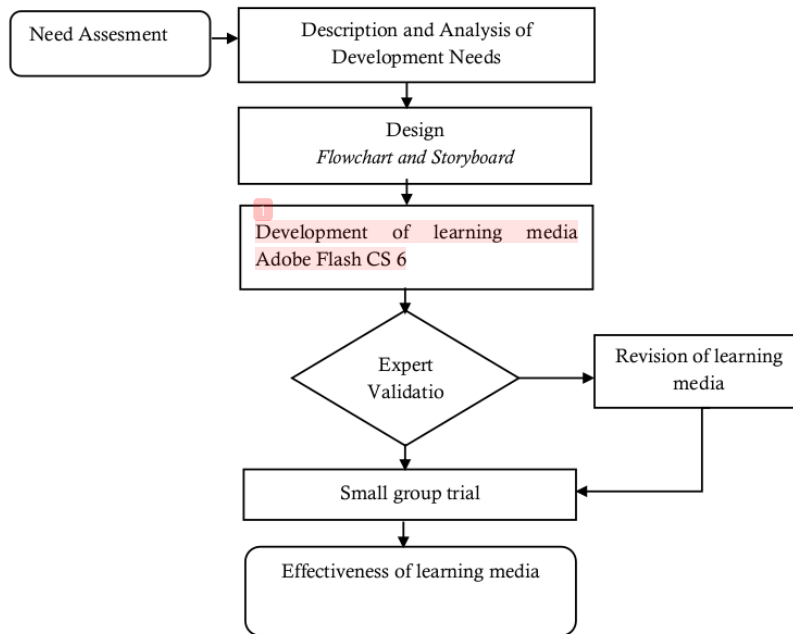 Need Assesment
Description and Analysis of
Development Needs
Design
Flowchart and Storyboard
1
Development of learning media
Adobe Flash CS 6
Expert
Validatio
Revision of learning
media
Small group trial
Effectiveness of learning media